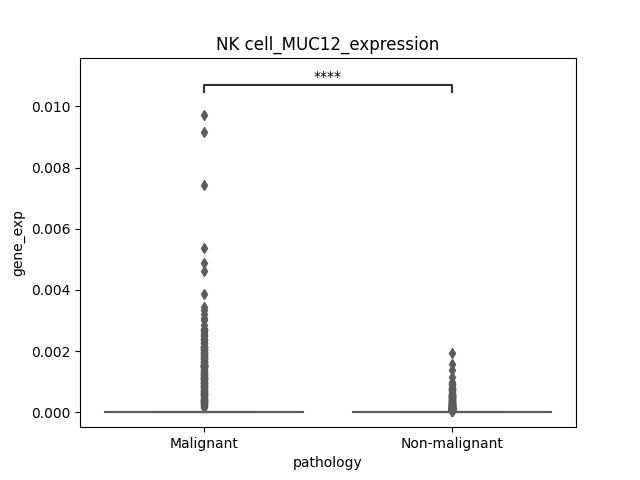 NK cell_MUC12_expression
****
0.010
0.008
0.006
0.004
0.002
0.000
gene_exp
Malignant
Non-malignant
pathology